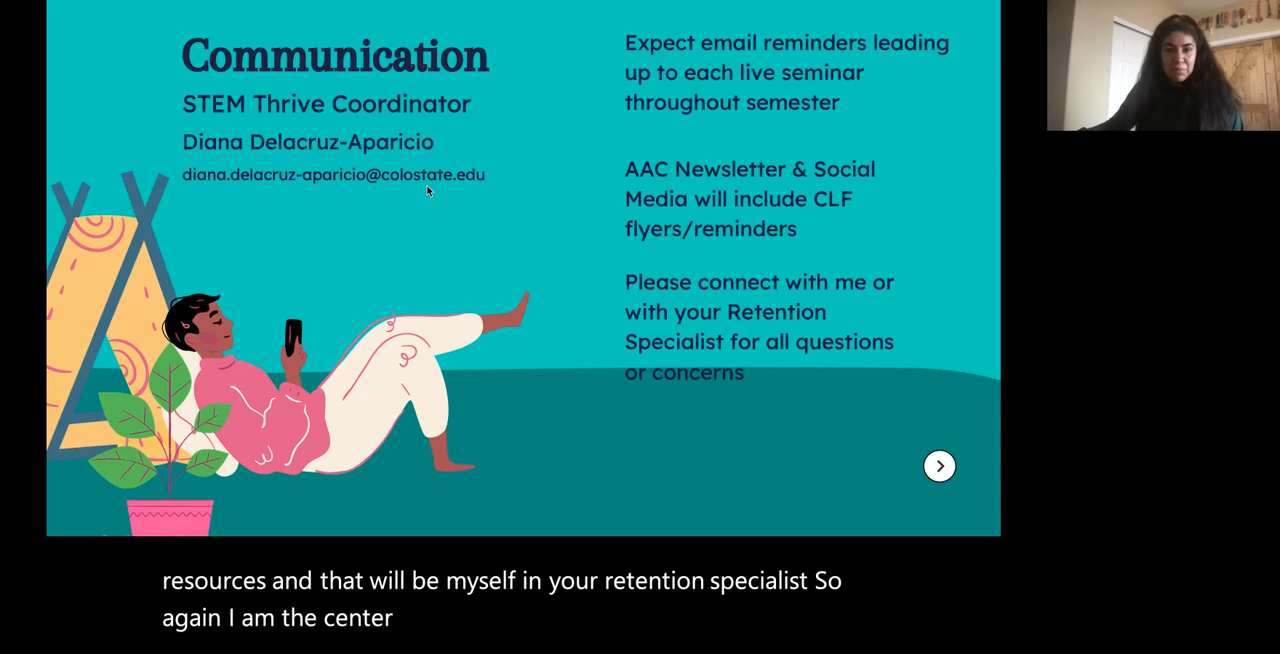 Communication
STEM Thrive Coordinator
Diana Delacruz-Aparicio
diana.delacruz-aparicio@colostate.edu
Expect email reminders leading
up to each live seminar
throughout semester
AAC Newsletter & Social
Media will include CLF
flyers/reminders
Please connect with me or
with your Retention
Specialist for all questions
or concerns
resources and that will be myself in your retention specialist So
again I am the center